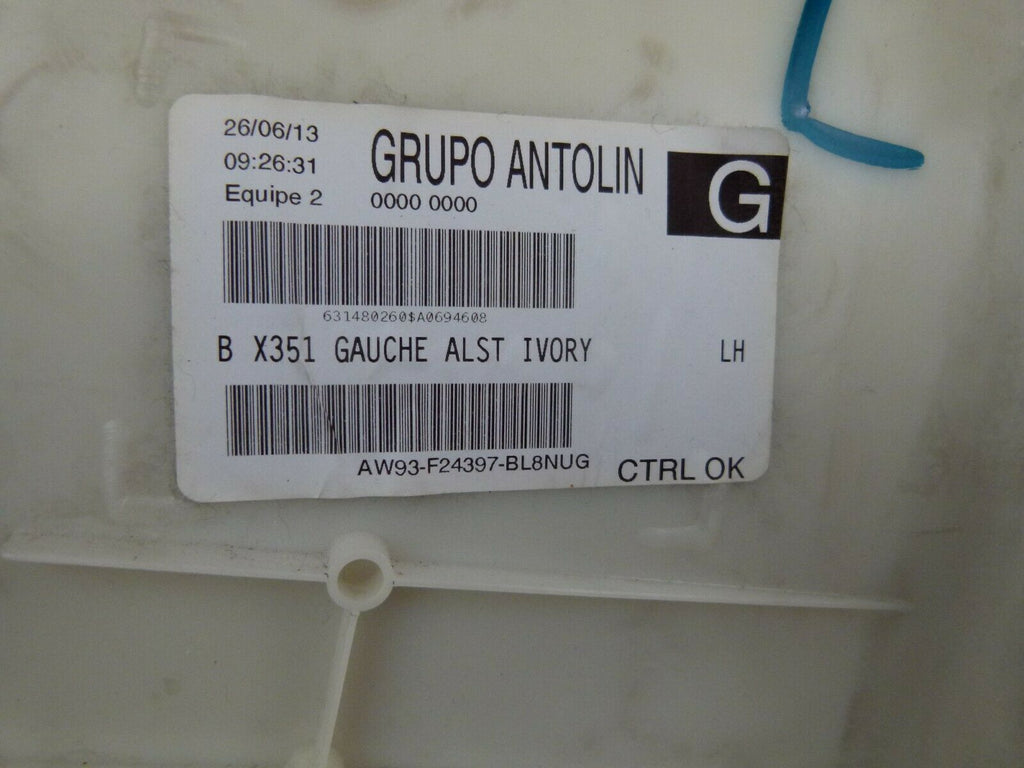 26/06/13
09:26:31
Equipe 2
GRUPO ANTOLIN
0000 0000
G
631480260$A0694608
B X351 GAUCHE ALST IVORY LH
AW93-F24397-BL8NUG
CTRL OK